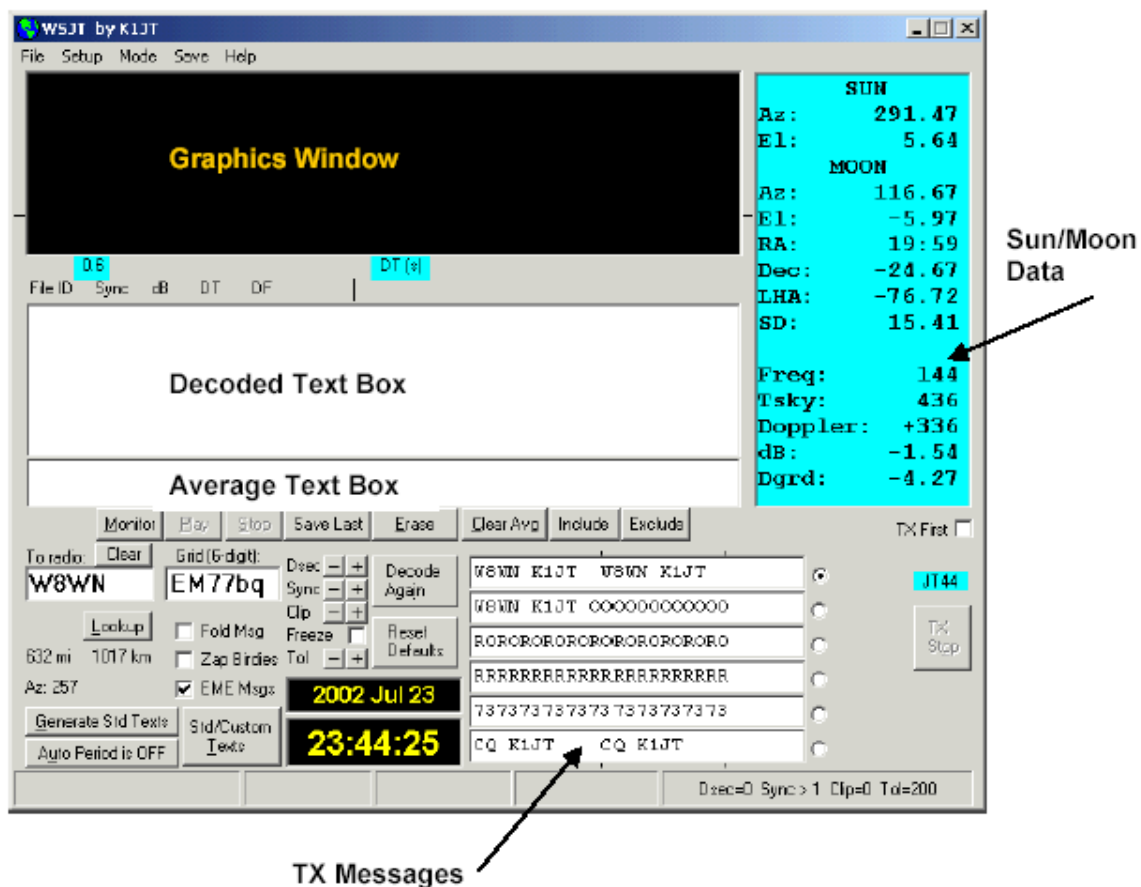 WSJT by K1JT
File Setup Mode Save Help
Graphics Window
SUN
Az: 291.47
El: 5.64
MOON
Az: 116.67
El: -5.97
RA: 19:59
Dec: -24.67
LHA: -76.72
SD: 15.41
Freq: 144
Tsky: 436
Doppler: +336
dB: -1.54
Dgrd: -4.27
Sun/Moon
Data
0.6 DT (s)
File ID Sync dB DT DF
Decoded Text Box
Average Text Box
Monitor Play Stop Save Last Erase Clear Avg Include Exclude
TX First
To radio: Clear Grid (6-digit):
W8WN EM77bq
Lookup
632 mi 1017 km
Az: 257
Fold Msg
Zap Birdies
EME Msgs
Dsec - +
Sync - +
Clip - +
Freeze
Tol - +
Decode
Again
Reset
Defaults
Generate Std Texts
Auto Period is OFF
Std/Custom
Texts
2002 Jul 23
23:44:25
W8WN K1JT W8WN K1JT
W8WN K1JT OOOOOOOOOOOO
RORORORORORORORORORORO
RRRRRRRRRRRRRRRRRRRRRR
73737373737373737373737
CQ K1JT CQ K1JT
JT44
TX
Stop
Dsec=0 Sync > 1 Clip=0 Tol=200
TX Messages